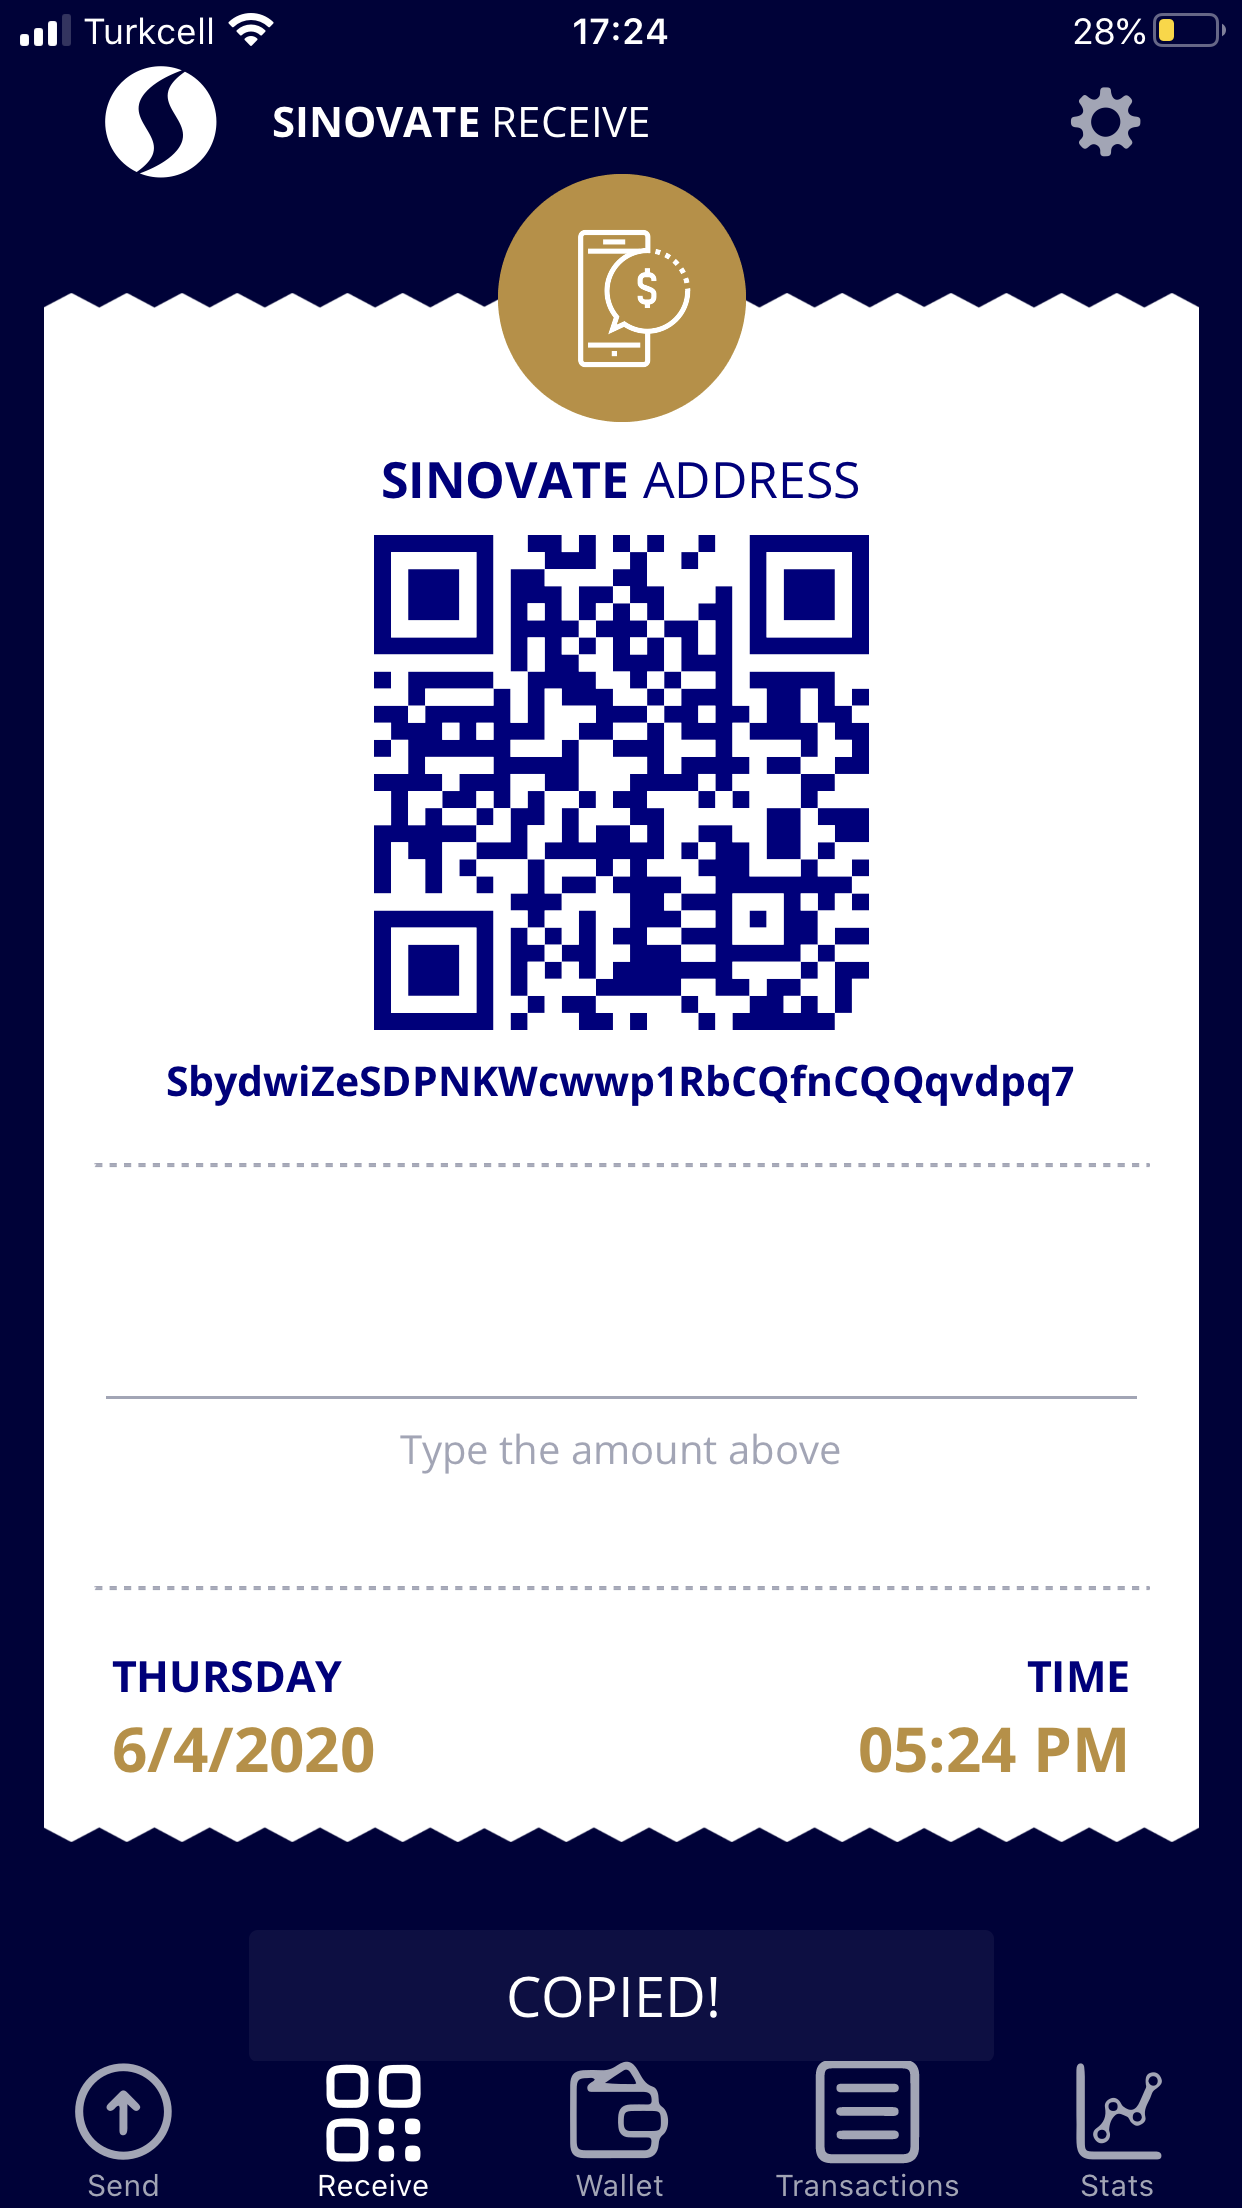 Turkcell 17:24 28%
SINOVATE RECEIVE
$
SINOVATE ADDRESS
SbydwiZeSDPNKWcwwp1RbCQfnCQQqvdpq7
Type the amount above
THURSDAY TIME
6/4/2020 05:24 PM
COPIED!
Send Receive Wallet Transactions Stats